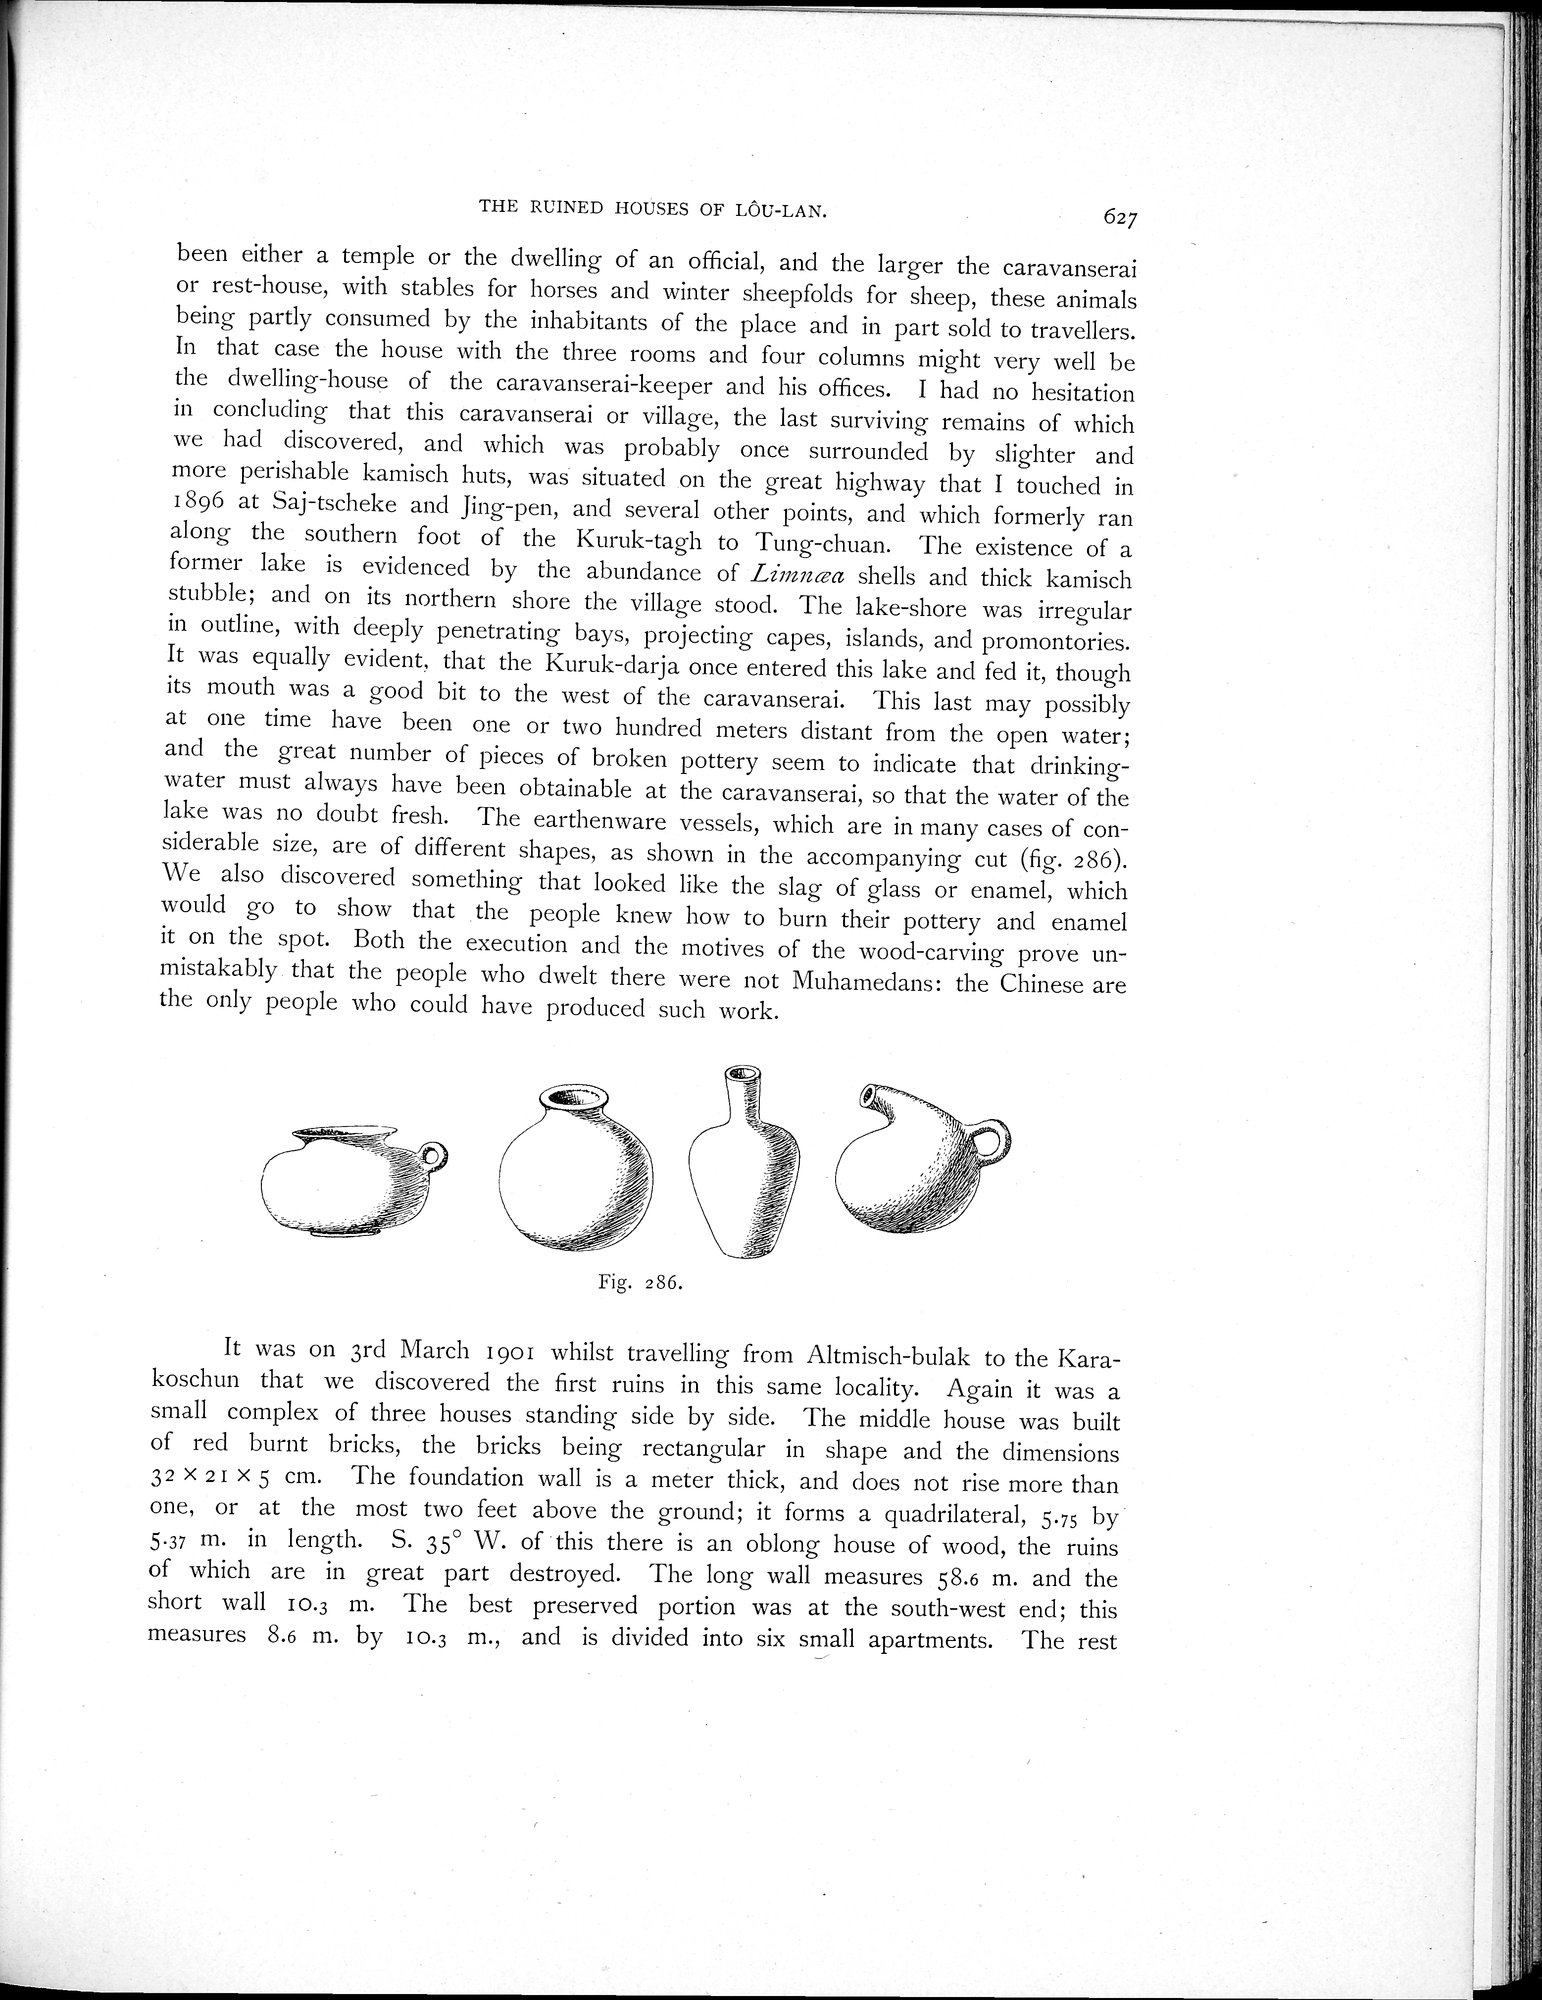 THE RUINED HOUSES OF LÔU-LAN.
627
been either a temple or the dwelling of an official, and the larger the caravanserai
or rest-house, with stables for horses and winter sheepfolds for sheep, these animals
being partly consumed by the inhabitants of the place and in part sold to travellers.
In that case the house with the three rooms and four columns might very well be
the dwelling-house of the caravanserai-keeper and his offices. I had no hesitation
in concluding that this caravanserai or village, the last surviving remains of which
we had discovered, and which was probably once surrounded by slighter and
more perishable kamisch huts, was situated on the great highway that I touched in
1896 at Saj-tscheke and Jing-pen, and several other points, and which formerly ran
along the southern foot of the Kuruk-tagh to Tung-chuan. The existence of a
former lake is evidenced by the abundance of Limnœa shells and thick kamisch
stubble; and on its northern shore the village stood. The lake-shore was irregular
in outline, with deeply penetrating bays, projecting capes, islands, and promontories.
It was equally evident, that the Kuruk-darja once entered this lake and fed it, though
its mouth was a good bit to the west of the caravanserai. This last may possibly
at one time have been one or two hundred meters distant from the open water;
and the great number of pieces of broken pottery seem to indicate that drinking-
water must always have been obtainable at the caravanserai, so that the water of the
lake was no doubt fresh. The earthenware vessels, which are in many cases of con-
siderable size, are of different shapes, as shown in the accompanying cut (fig. 286).
We also discovered something that looked like the slag of glass or enamel, which
would go to show that the people knew how to burn their pottery and enamel
it on the spot. Both the execution and the motives of the wood-carving prove un-
mistakably that the people who dwelt there were not Muhamedans: the Chinese are
the only people who could have produced such work.
Fig. 286.
It was on 3rd March 1901 whilst travelling from Altmisch-bulak to the Kara-
koschun that we discovered the first ruins in this same locality. Again it was a
small complex of three houses standing side by side. The middle house was built
of red burnt bricks, the bricks being rectangular in shape and the dimensions
32 × 21 × 5 cm. The foundation wall is a meter thick, and does not rise more than
one, or at the most two feet above the ground; it forms a quadrilateral, 5.75 by
5.37 m. in length. S. 35° W. of this there is an oblong house of wood, the ruins
of which are in great part destroyed. The long wall measures 58.6 m. and the
short wall 10.3 m. The best preserved portion was at the south-west end; this
measures 8.6 m. by 10.3 m., and is divided into six small apartments. The rest